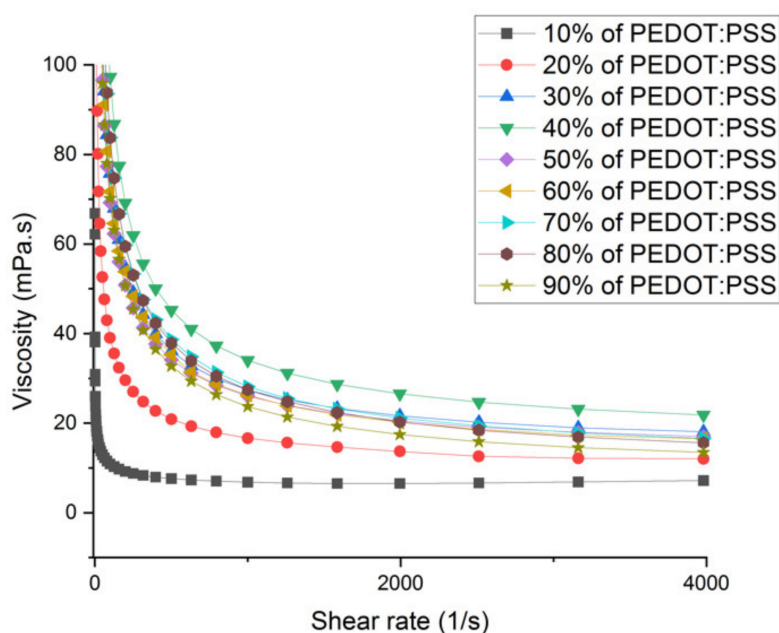 10% of PEDOT:PSS
20% of PEDOT:PSS
30% of PEDOT:PSS
40% of PEDOT:PSS
50% of PEDOT:PSS
60% of PEDOT:PSS
70% of PEDOT:PSS
80% of PEDOT:PSS
90% of PEDOT:PSS
Viscosity (mPa.s)
100
80
60
40
20
0
0 2000 4000
Shear rate (1/s)